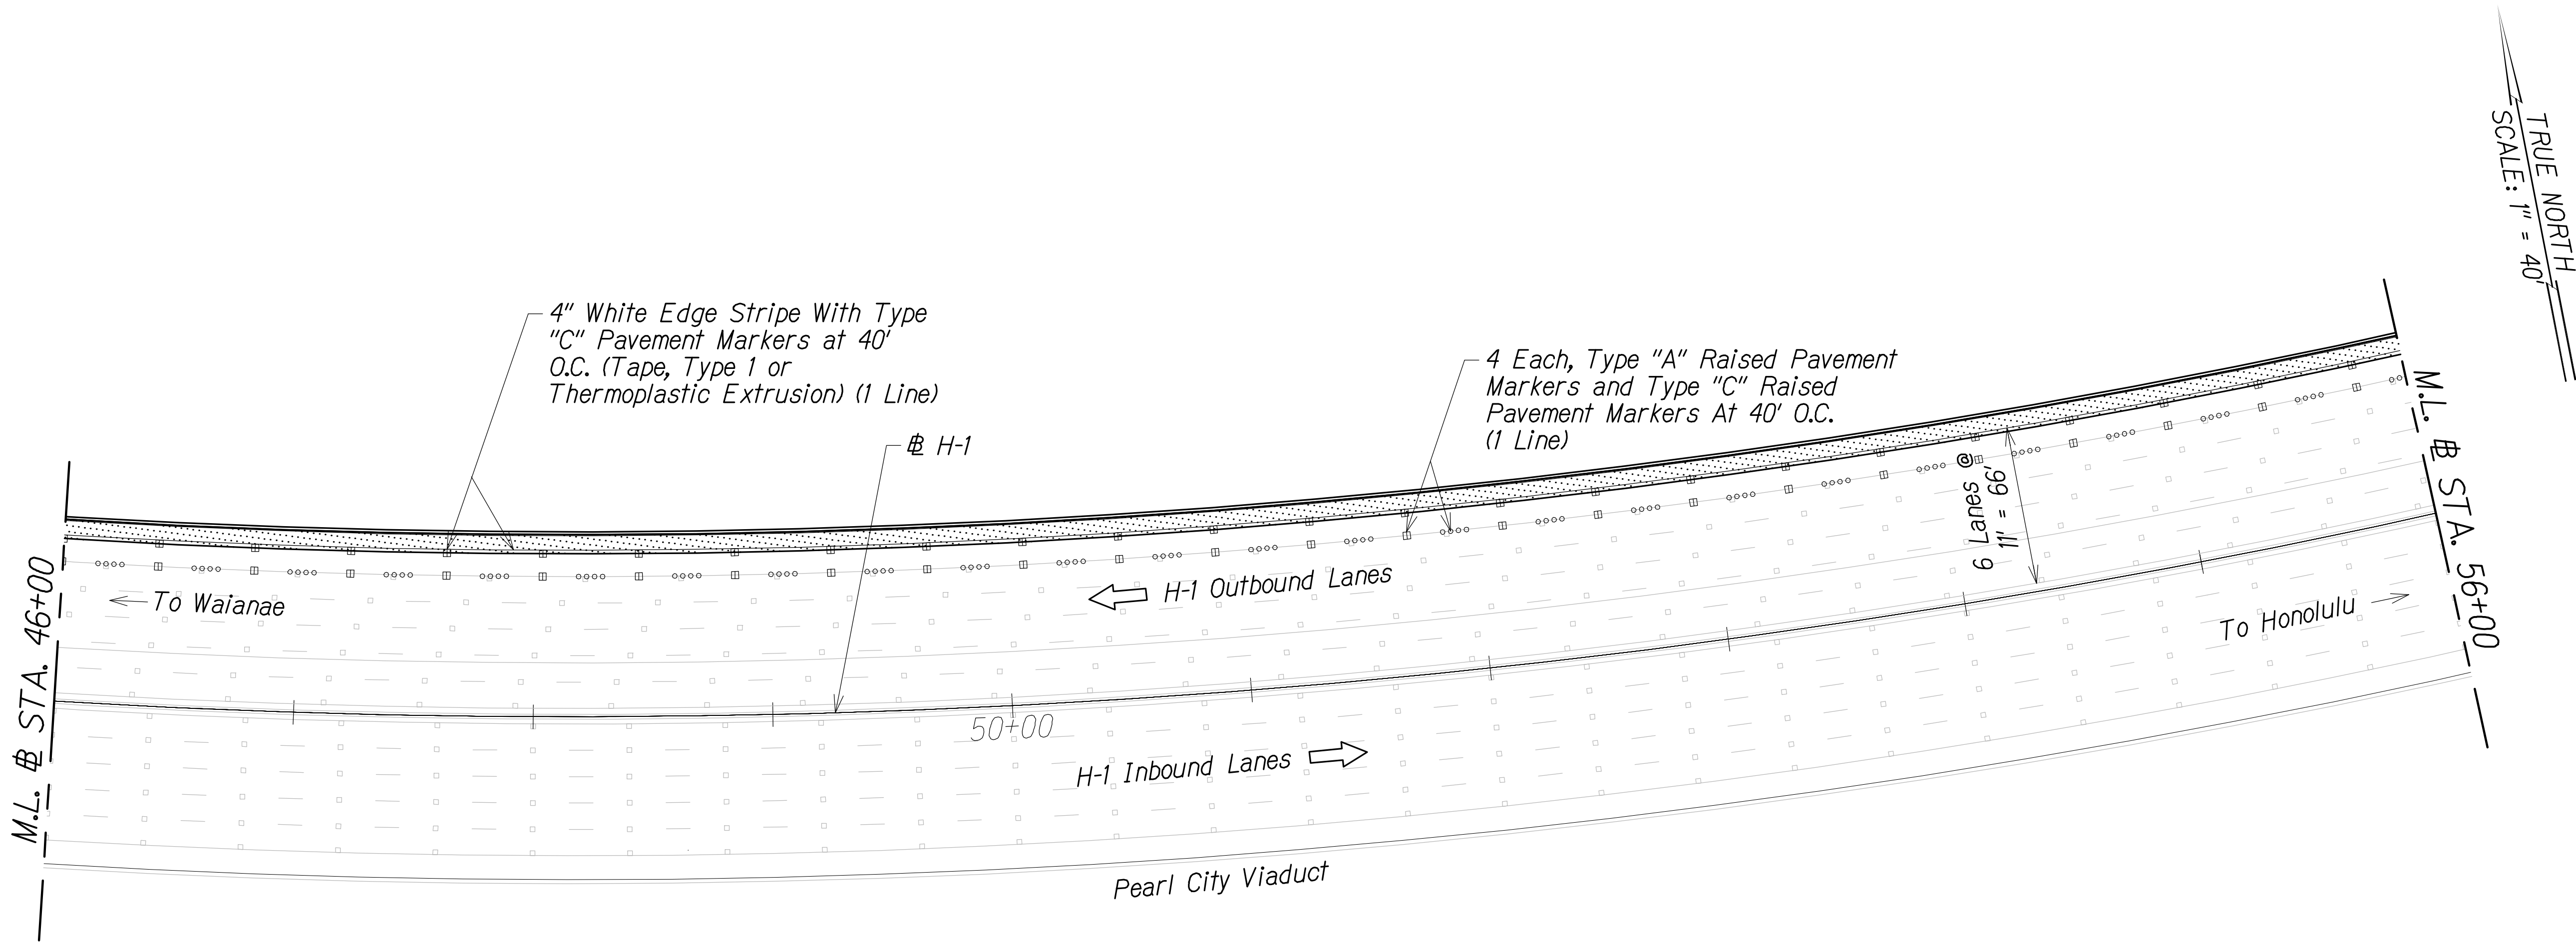 TRUE NORTH
SCALE: 1" = 40'
4" White Edge Stripe With Type
"C" Pavement Markers at 40'
O.C. (Tape, Type 1 or
Thermoplastic Extrusion) (1 Line)
℄ H-1
4 Each, Type "A" Raised Pavement
Markers and Type "C" Raised
Pavement Markers At 40' O.C.
(1 Line)
6 Lanes @
11' = 66'
M.L. ℄ STA. 46+00
To Waianae
H-1 Outbound Lanes
50+00
H-1 Inbound Lanes
To Honolulu
M.L. ℄ STA. 56+00
Pearl City Viaduct